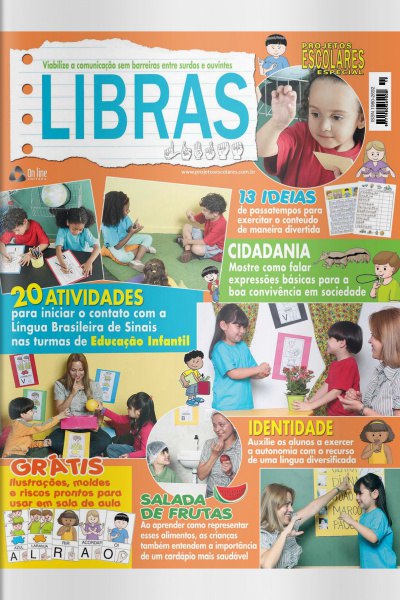 Viabilize a comunicação sem barreiras entre surdos e ouvintes
PROJETOS
ESCOLARES
ESPECIAL
LIBRAS
www.projetosescolares.com.br
On line
EDITORA
13 IDEIAS
de passatempos para
exercitar o conteúdo
de maneira divertida
CIDADANIA
Mostre como falar
expressões básicas para a
boa convivência em sociedade
20 ATIVIDADES
para iniciar o contato com a
Língua Brasileira de Sinais
nas turmas de Educação Infantil
V
IDENTIDADE
Auxilie os alunos a exercer
a autonomia com o recurso
de uma língua diversificada
GRÁTIS
Ilustrações, moldes
e riscos prontos para
usar em sala de aula
A L R A O
SALADA
DE FRUTAS
Ao aprender como representar
esses alimentos, as crianças
também entendem a importância
de um cardápio mais saudável